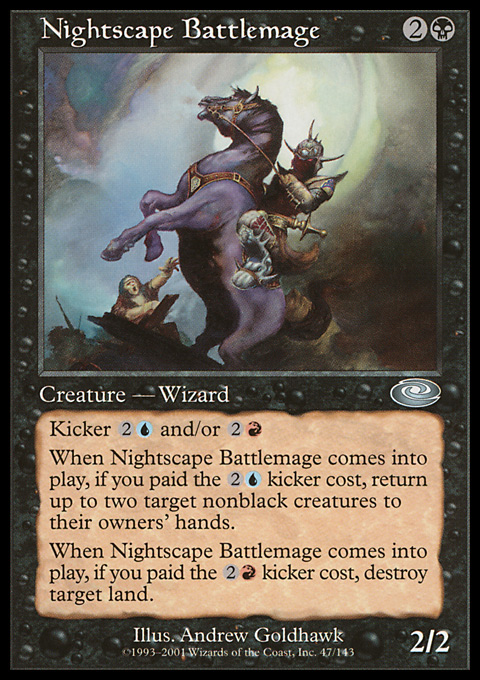 Nightscape Battlemage 2
Creature — Wizard
Kicker 2 and/or 2
When Nightscape Battlemage comes into
play, if you paid the 2 kicker cost, return
up to two target nonblack creatures to
their owners' hands.
When Nightscape Battlemage comes into
play, if you paid the 2 kicker cost, destroy
target land.
Illus. Andrew Goldhawk
2/2
©1993–2001 Wizards of the Coast, Inc. 47/143